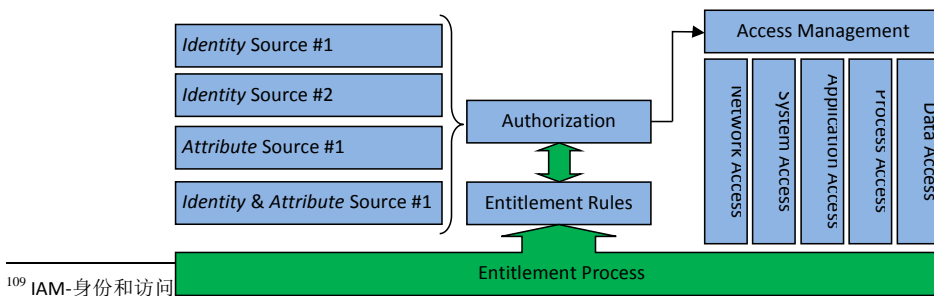 Identity Source #1
Identity Source #2
Attribute Source #1
Identity & Attribute Source #1
Authorization
Entitlement Rules
Access Management
Network Access
System Access
Application Access
Process Access
Data Access
Entitlement Process
109 IAM-身份和访问